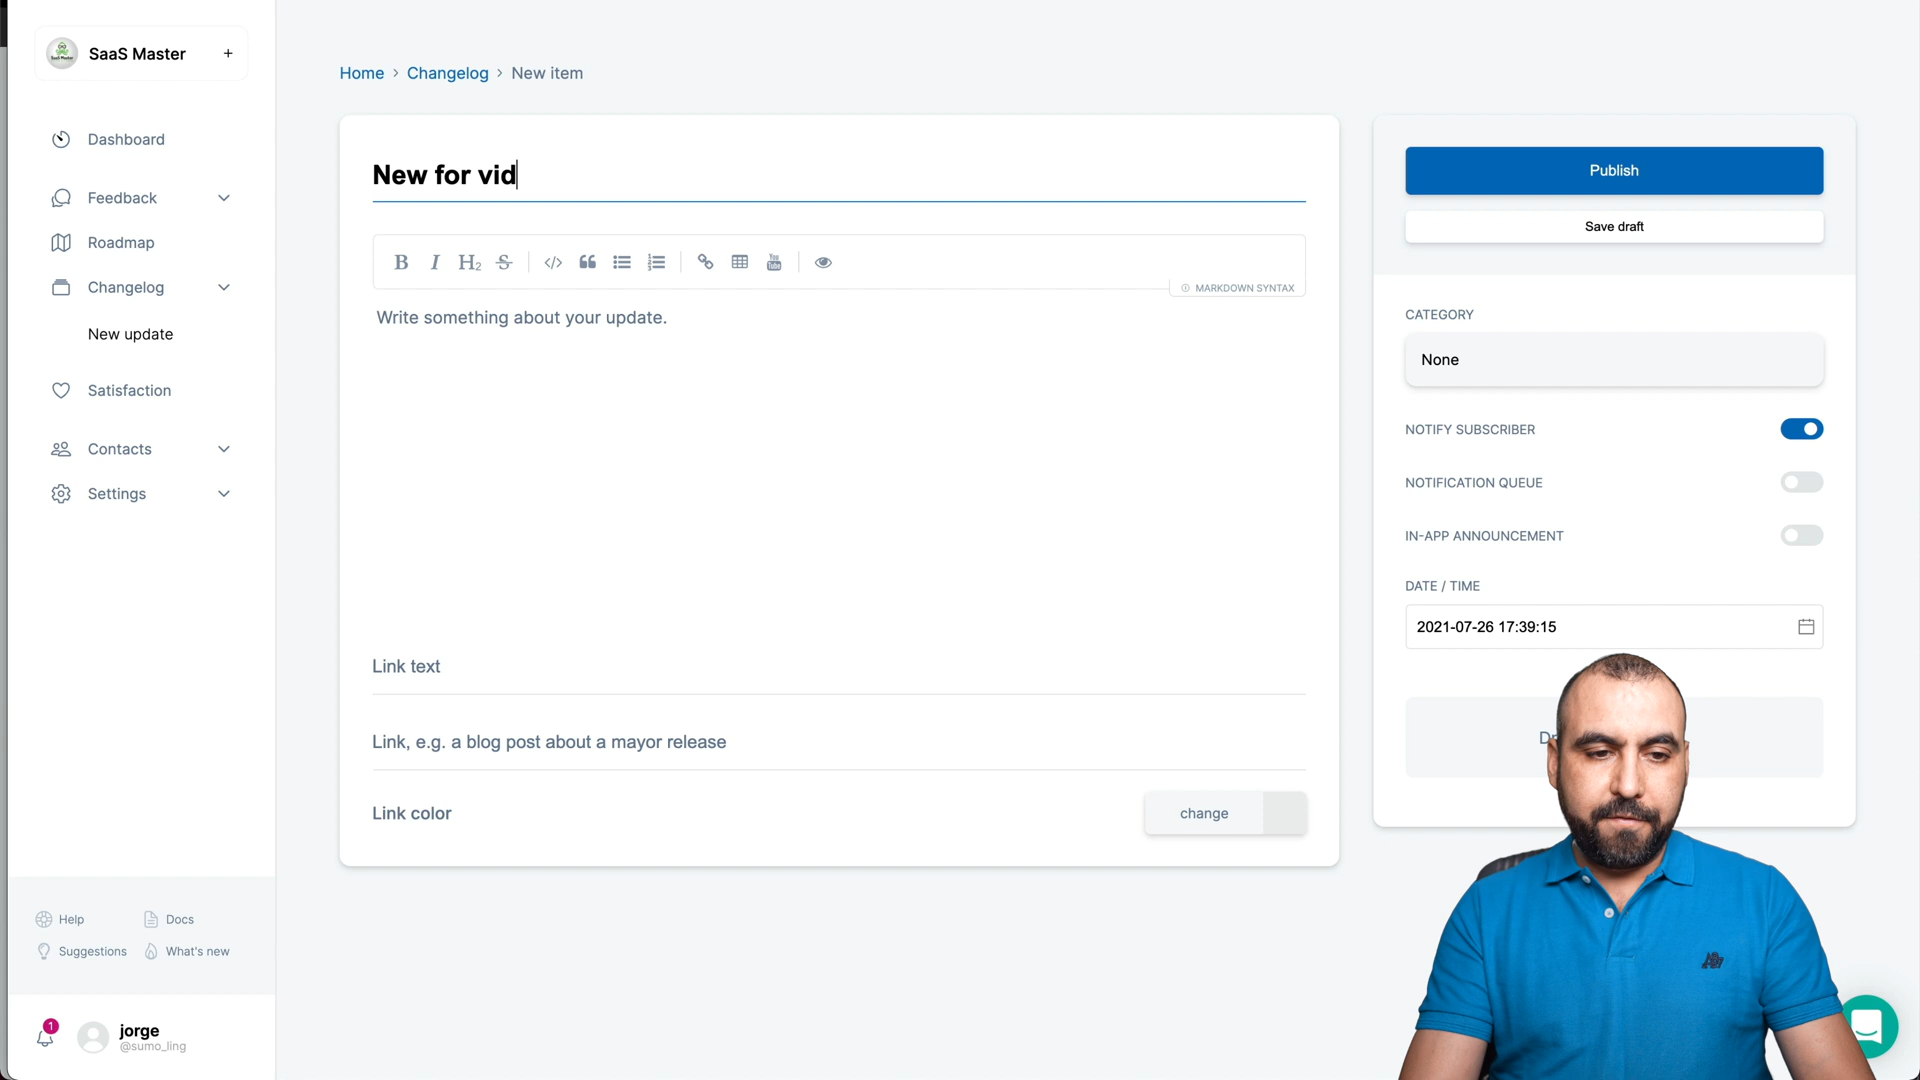 SaaS Master +
Dashboard
Feedback
Roadmap
Changelog
New update
Satisfaction
Contacts
Settings
Help
Docs
Suggestions
What's new
1
jorge
@sumo_ling
Home > Changelog > New item
New for vid
B I H2 S
MARKDOWN SYNTAX
Write something about your update.
Link text
Link, e.g. a blog post about a mayor release
Link color
change
Publish
Save draft
CATEGORY
None
NOTIFY SUBSCRIBER
NOTIFICATION QUEUE
IN-APP ANNOUNCEMENT
DATE / TIME
2021-07-26 17:39:15